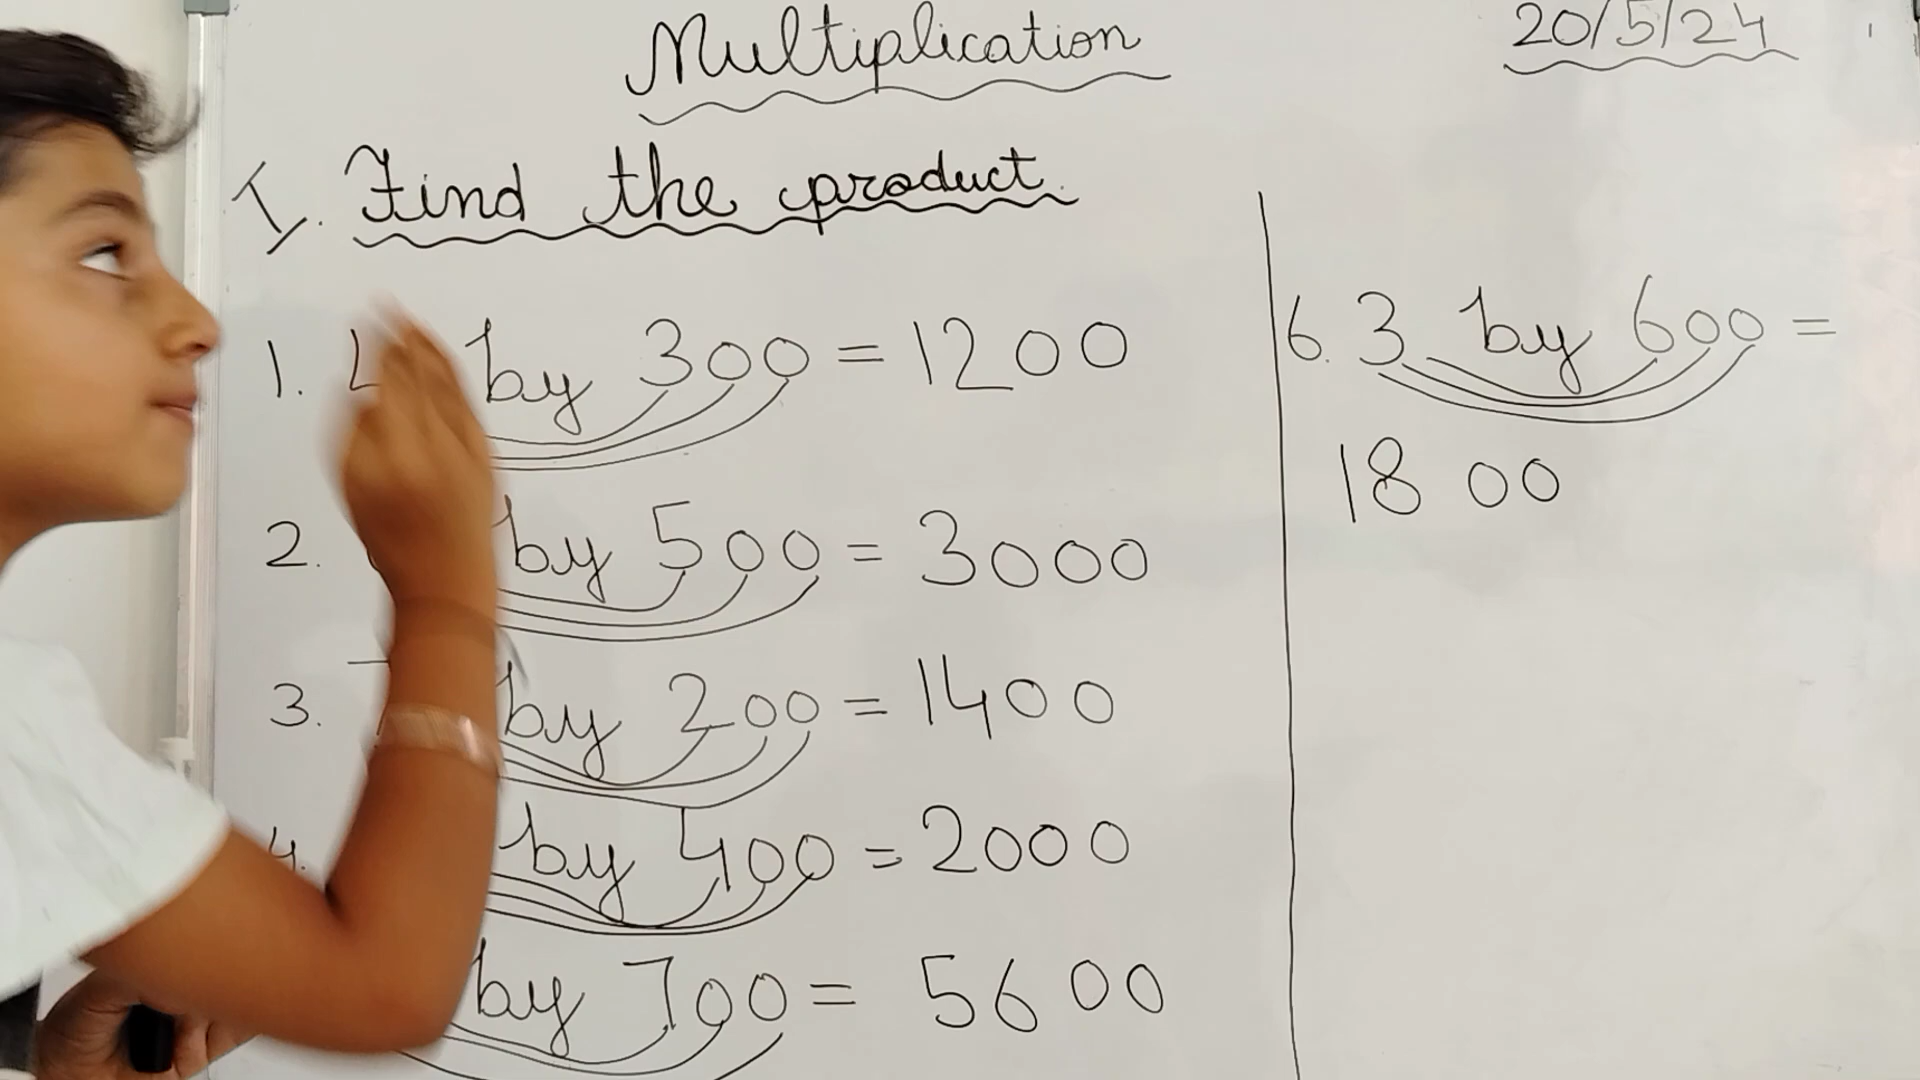 Multiplication
20/5/24
I. Find the product.
1. by 300 = 1200
2. by 500 = 3000
3. by 200 = 1400
4. by 400 = 2000
by 700 = 5600
6. 3 by 600 =
1800